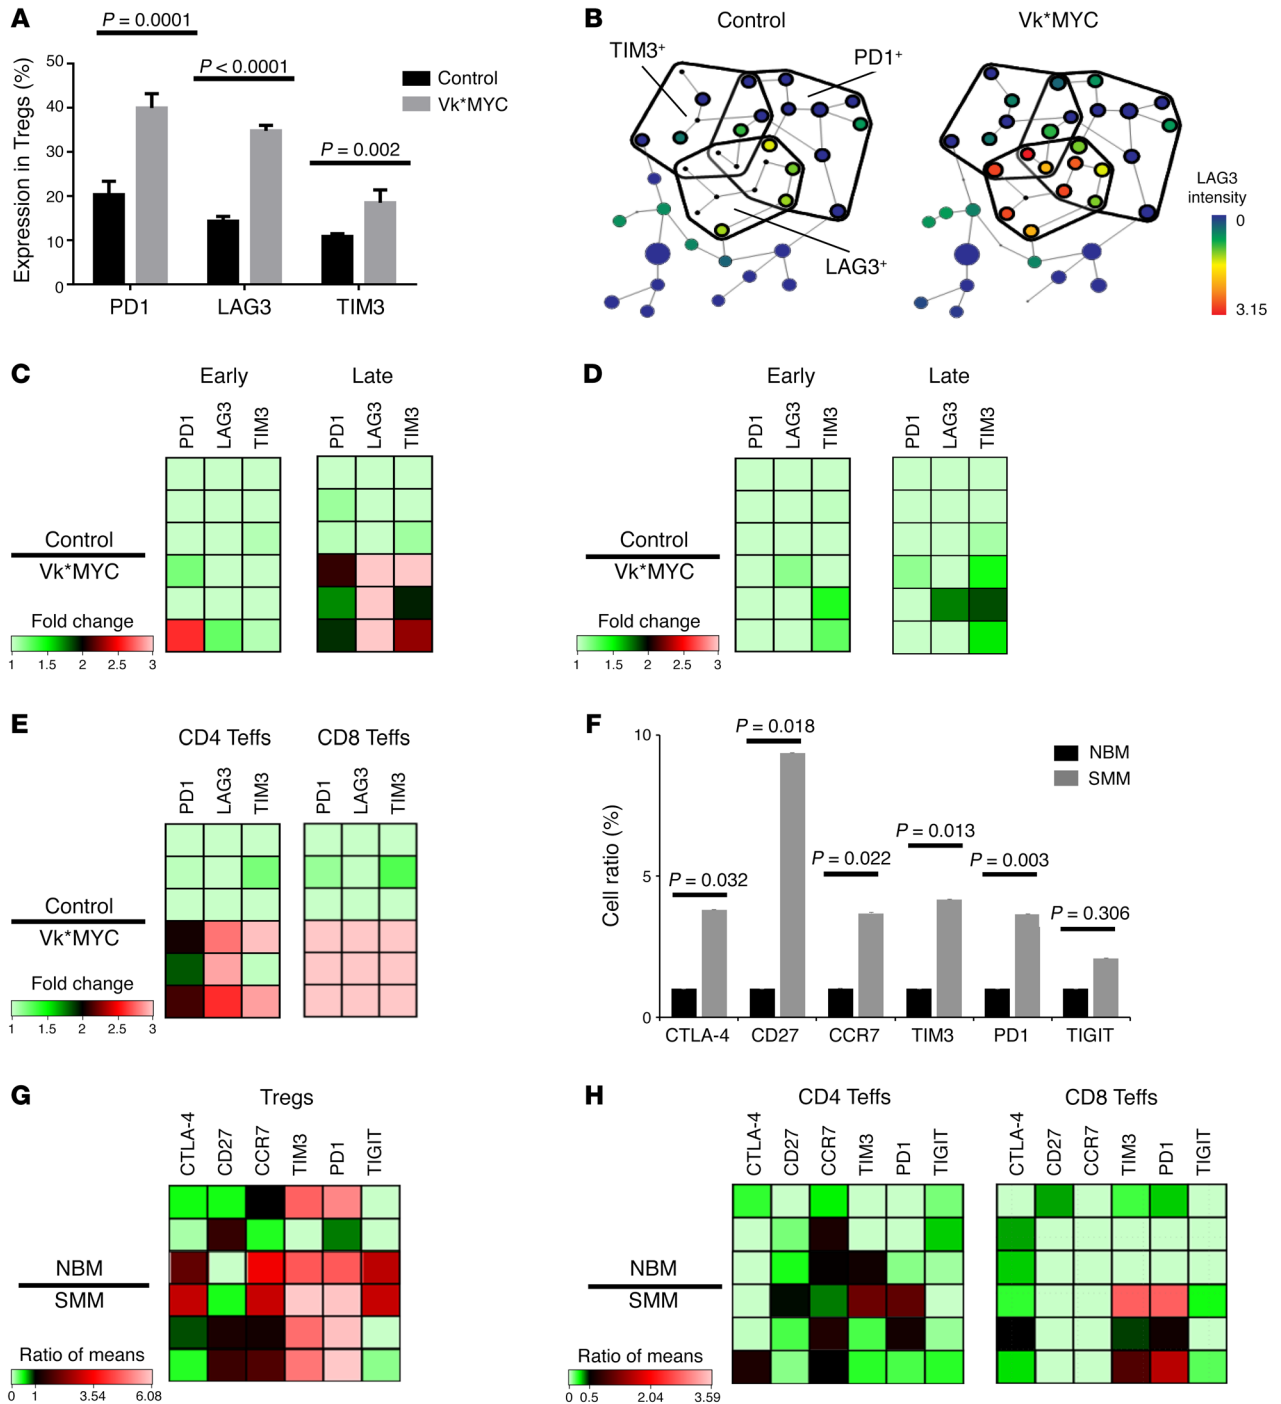 A
P = 0.0001
P < 0.0001
P = 0.002
Control
Vk*MYC
Expression in Tregs (%)
50
40
30
20
10
0
PD1 LAG3 TIM3
B
Control Vk*MYC
TIM3+
PD1+
LAG3+
LAG3
intensity
0
3.15
C
Early Late
PD1 LAG3 TIM3 PD1 LAG3 TIM3
Control
Vk*MYC
Fold change
1 1.5 2 2.5 3
D
Early Late
PD1 LAG3 TIM3 PD1 LAG3 TIM3
Control
Vk*MYC
Fold change
1 1.5 2 2.5 3
E
CD4 Teffs CD8 Teffs
PD1 LAG3 TIM3 PD1 LAG3 TIM3
Control
Vk*MYC
Fold change
1 1.5 2 2.5 3
F
P = 0.018
NBM
SMM
P = 0.032
P = 0.022
P = 0.013
P = 0.003
P = 0.306
Cell ratio (%)
10
5
0
CTLA-4 CD27 CCR7 TIM3 PD1 TIGIT
G
Tregs
CTLA-4 CD27 CCR7 TIM3 PD1 TIGIT
NBM
SMM
Ratio of means
0 1 3.54 6.08
H
CD4 Teffs CD8 Teffs
CTLA-4 CD27 CCR7 TIM3 PD1 TIGIT CTLA-4 CD27 CCR7 TIM3 PD1 TIGIT
NBM
SMM
Ratio of means
0 0.5 2.04 3.59